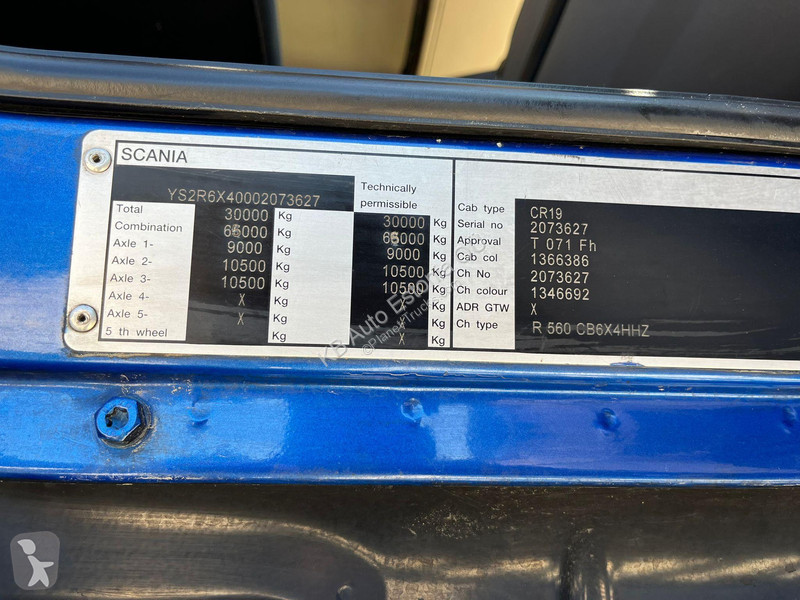 SCANIA
YS2R6X40002073627
Technically permissible
Total 30000 Kg 30000 Kg
Combination Kg Kg
Axle 1- 9000 Kg 9000 Kg
Axle 2- 10500 Kg 10500 Kg
Axle 3- 10500 Kg 10500 Kg
Axle 4- X Kg Kg
Axle 5- X Kg Kg
5 th wheel Kg X Kg
Cab type CR19
Serial no 2073627
Approval T 071 Fh
Cab col 1366386
Ch No 2073627
Ch colour 1346692
ADR GTW X
Ch type R 560 CB6X4HHZ
KB Auto